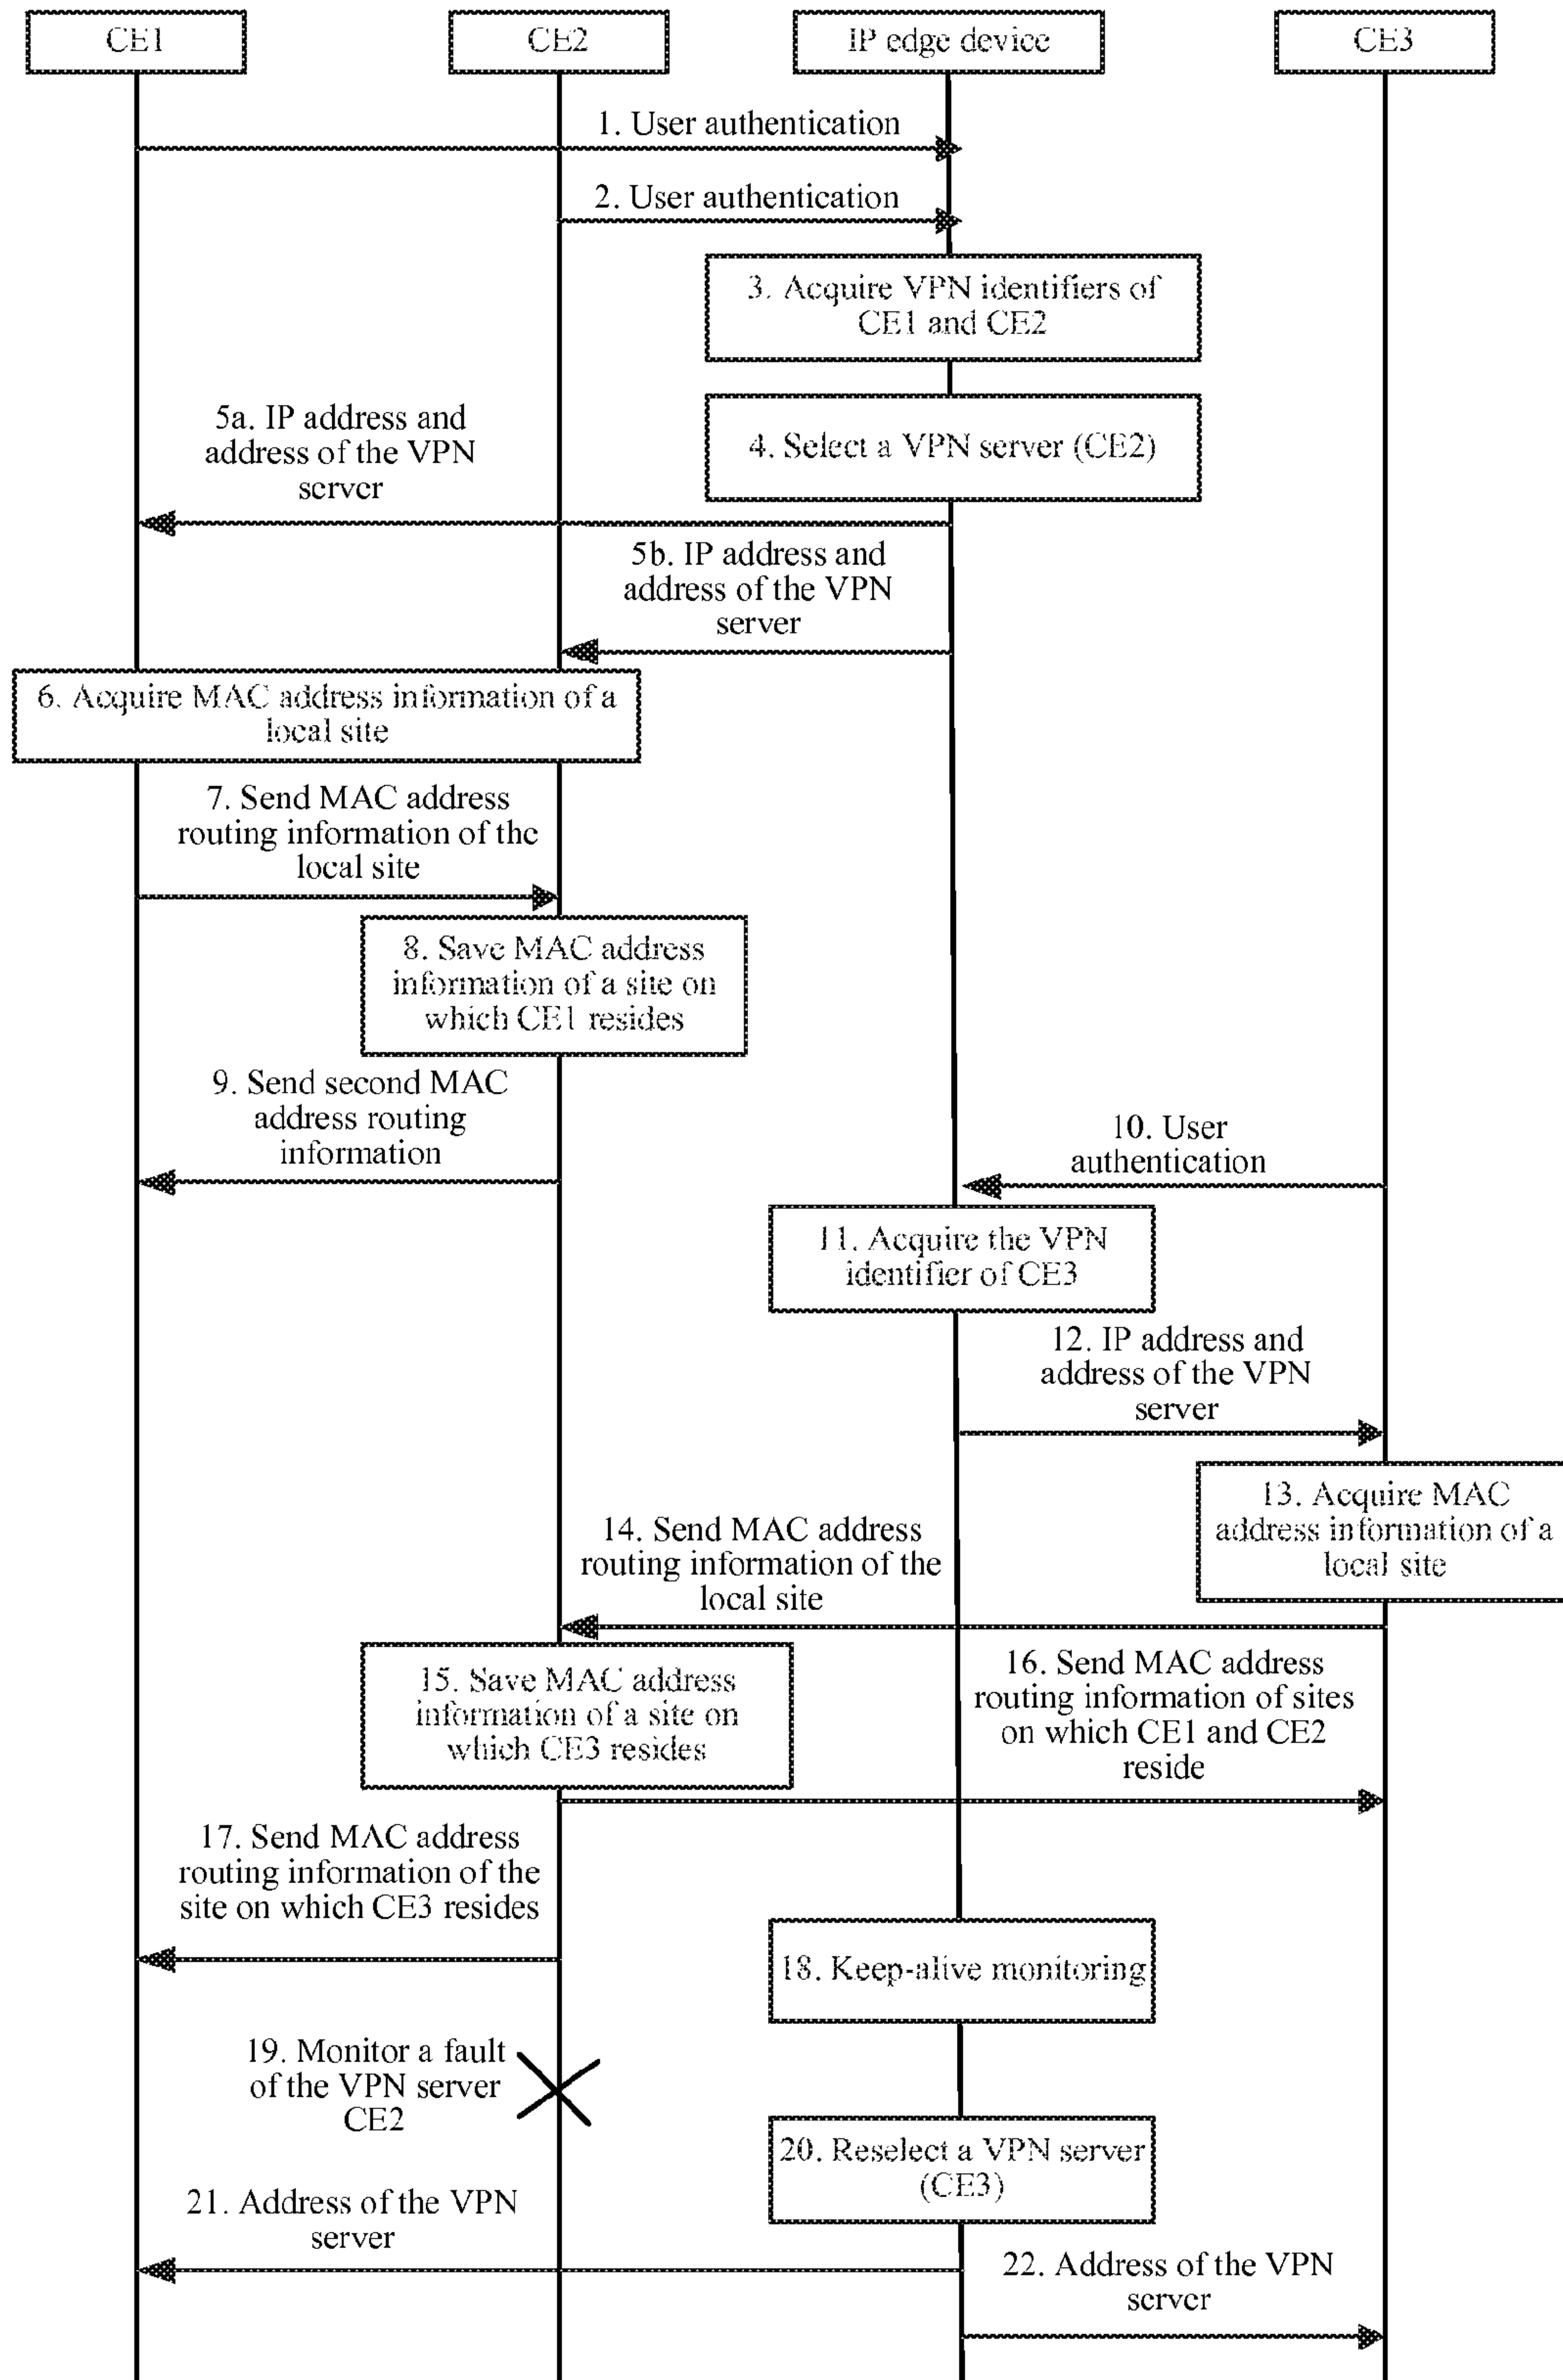 CE1
CE2
IP edge device
CE3
1. User authentication
2. User authentication
3. Acquire VPN identifiers of
CE1 and CE2
4. Select a VPN server (CE2)
5a. IP address and
address of the VPN
server
5b. IP address and
address of the VPN
server
6. Acquire MAC address information of a
local site
7. Send MAC address
routing information of the
local site
8. Save MAC address
information of a site on
which CE1 resides
9. Send second MAC
address routing
information
10. User
authentication
11. Acquire the VPN
identifier of CE3
12. IP address and
address of the VPN
server
13. Acquire MAC
address information of a
local site
14. Send MAC address
routing information of the
local site
15. Save MAC address
information of a site on
which CE3 resides
16. Send MAC address
routing information of sites
on which CE1 and CE2
reside
17. Send MAC address
routing information of the
site on which CE3 resides
18. Keep-alive monitoring
19. Monitor a fault
of the VPN server
CE2
20. Reselect a VPN server
(CE3)
21. Address of the VPN
server
22. Address of the VPN
server